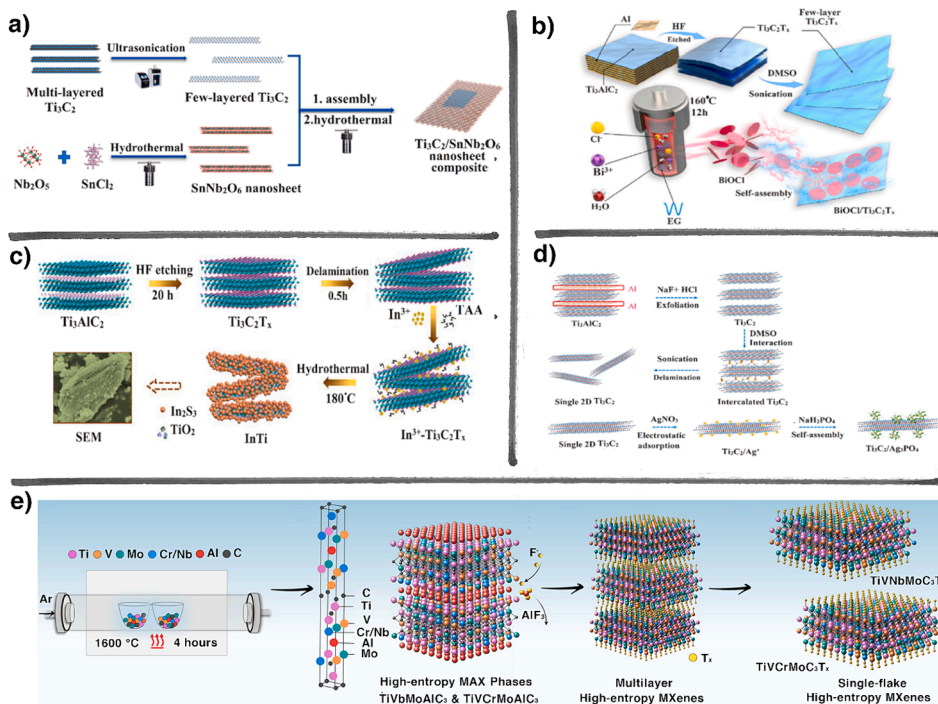 a)
Ultrasonication
Multi-layered
Ti₃C₂
Few-layered Ti₃C₂
1. assembly
2.hydrothermal
Hydrothermal
Nb₂O₅
SnCl₂
SnNb₂O₆ nanosheet
Ti₃C₂/SnNb₂O₆
nanosheet
composite
b)
Al
HF
Etched
Ti₃C₂Tₓ
Few-layer
Ti₃C₂Tₓ
Ti₃AlC₂
DMSO
Sonication
160°C
12h
Cl⁻
Bi³⁺
H₂O
EG
BiOCl
Self-assembly
BiOCl/Ti₃C₂Tₓ
c)
HF etching
20 h
Delamination
0.5h
Ti₃AlC₂
Ti₃C₂Tₓ
In³⁺
TAA
Hydrothermal
180°C
In₂S₃
TiO₂
SEM
InTi
In³⁺-Ti₃C₂Tₓ
d)
Al
Al
NaF+ HCl
Exfoliation
Ti₃AlC₂
Ti₃C₂
DMSO
Interaction
Sonication
Delamination
Single 2D Ti₃C₂
Intercalated Ti₃C₂
AgNO₃
Electrostatic
adsorption
NaH₂PO₄
Self-assembly
Single 2D Ti₃C₂
Ti₃C₂/Ag⁺
Ti₃C₂/Ag₃PO₄
e)
Ti V Mo Cr/Nb Al C
Ar
1600 °C 4 hours
C
Ti
V
Cr/Nb
Al
Mo
F-
AlF₃
High-entropy MAX Phases
TiVbMoAlC₃ & TiVCrMoAlC₃
Tₓ
Multilayer
High-entropy MXenes
TiVNbMoC₃T
TiVCrMoC₃Tₓ
Single-flake
High-entropy MXenes